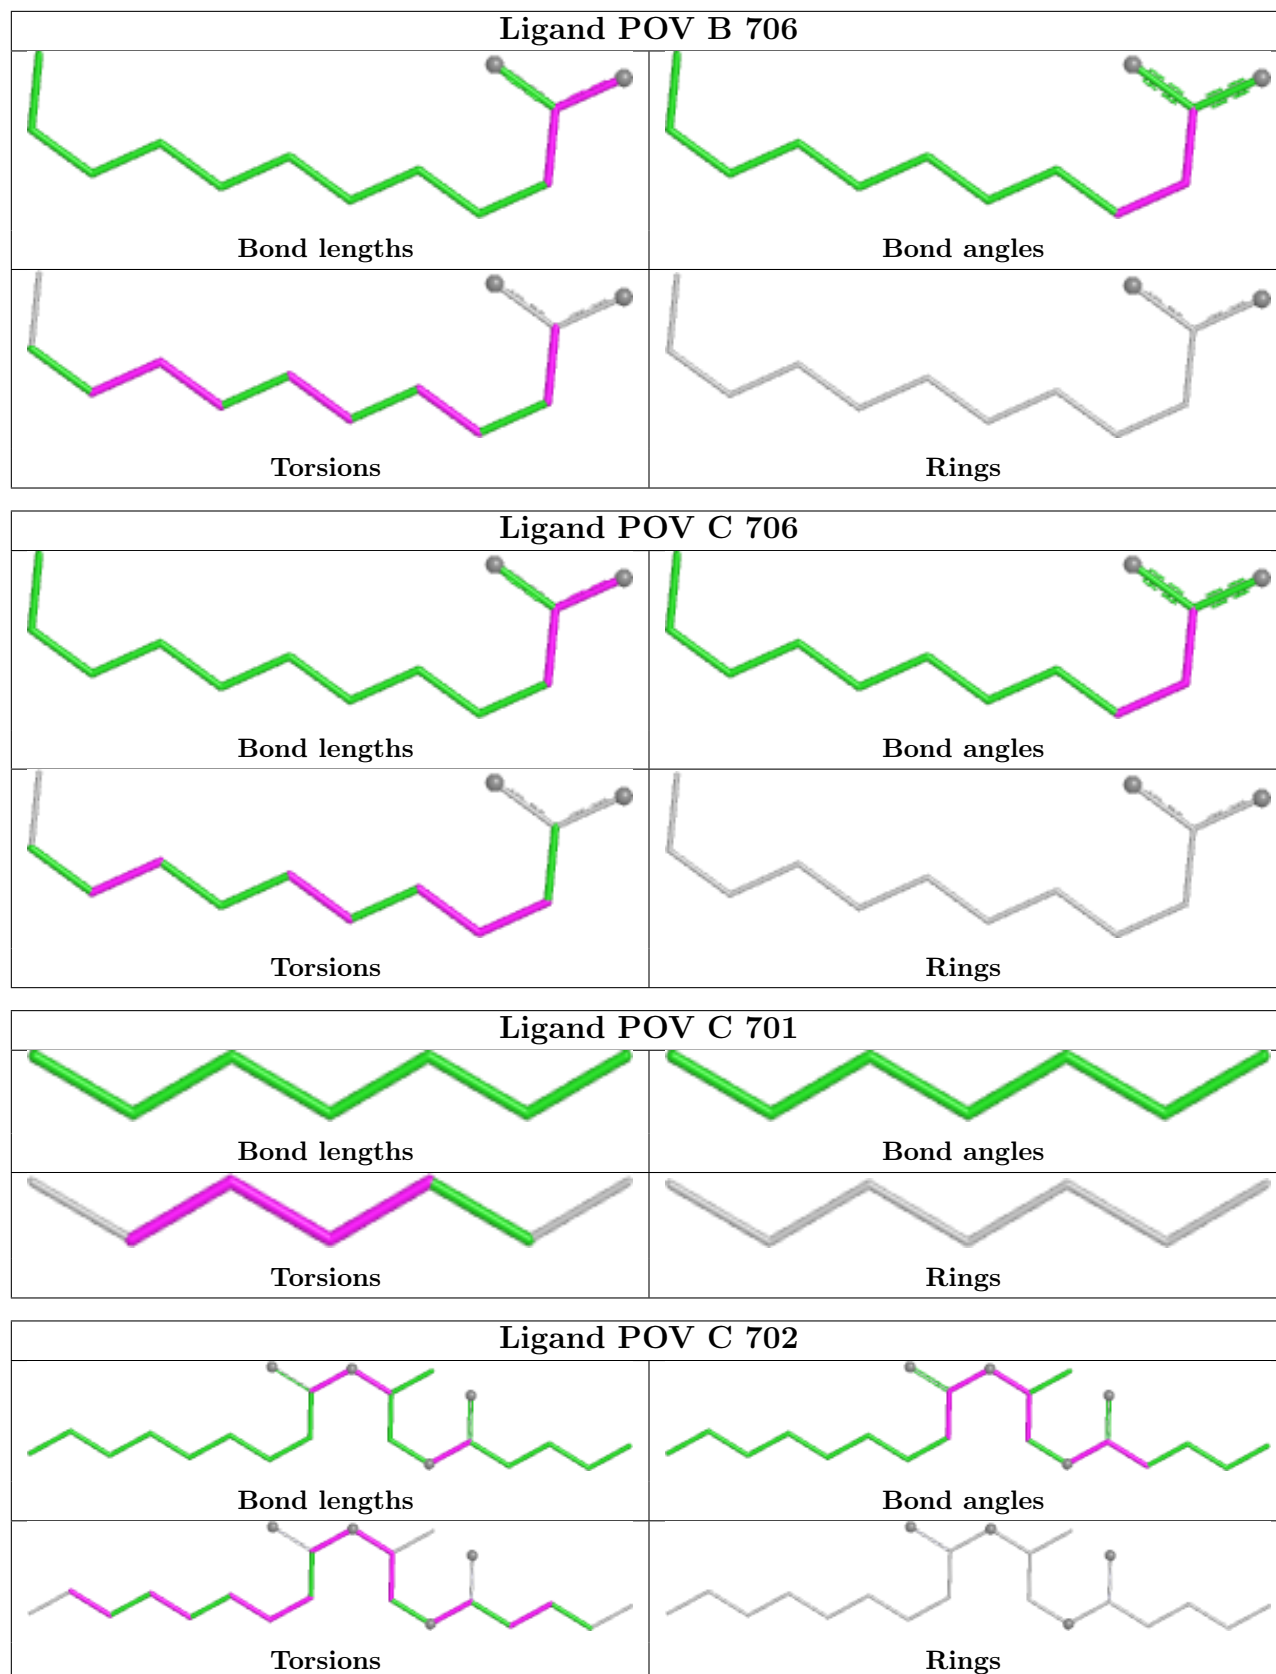 Ligand POV B 706
Bond lengths
Bond angles
Torsions
Rings
Ligand POV C 706
Bond lengths
Bond angles
Torsions
Rings
Ligand POV C 701
Bond lengths
Bond angles
Torsions
Rings
Ligand POV C 702
Bond lengths
Bond angles
Torsions
Rings